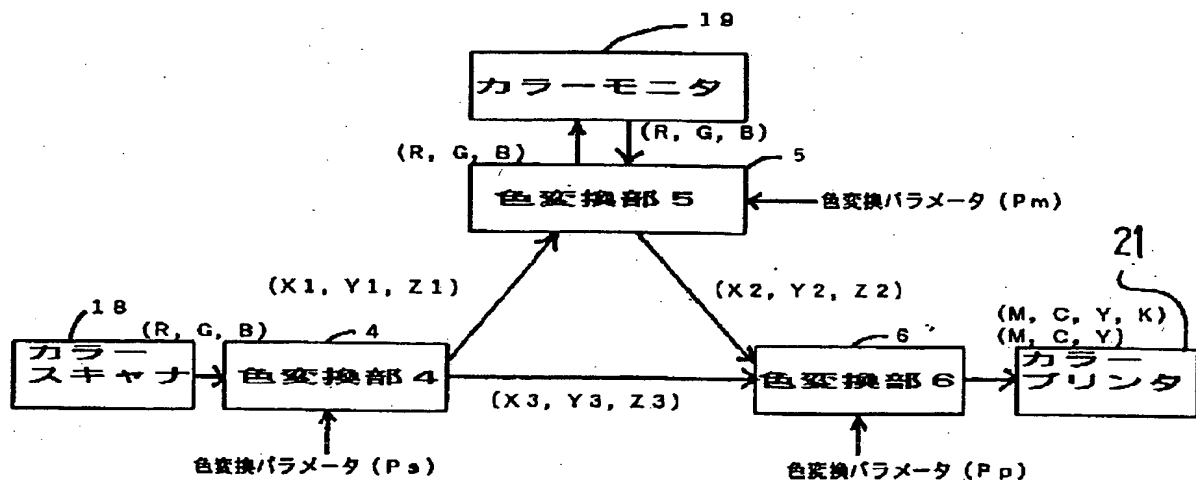 19
カラーモニタ
(R, G, B)
(R, G, B)
5
色変換部5
色変換パラメータ (Pm)
21
(X1, Y1, Z1)
(X2, Y2, Z2)
18
(R, G, B)
4
6
(M, C, Y, K)
(M, C, Y)
カラー
スキャナ
色変換部4
(X3, Y3, Z3)
色変換部6
カラー
プリンタ
色変換パラメータ (Ps)
色変換パラメータ (Pp)